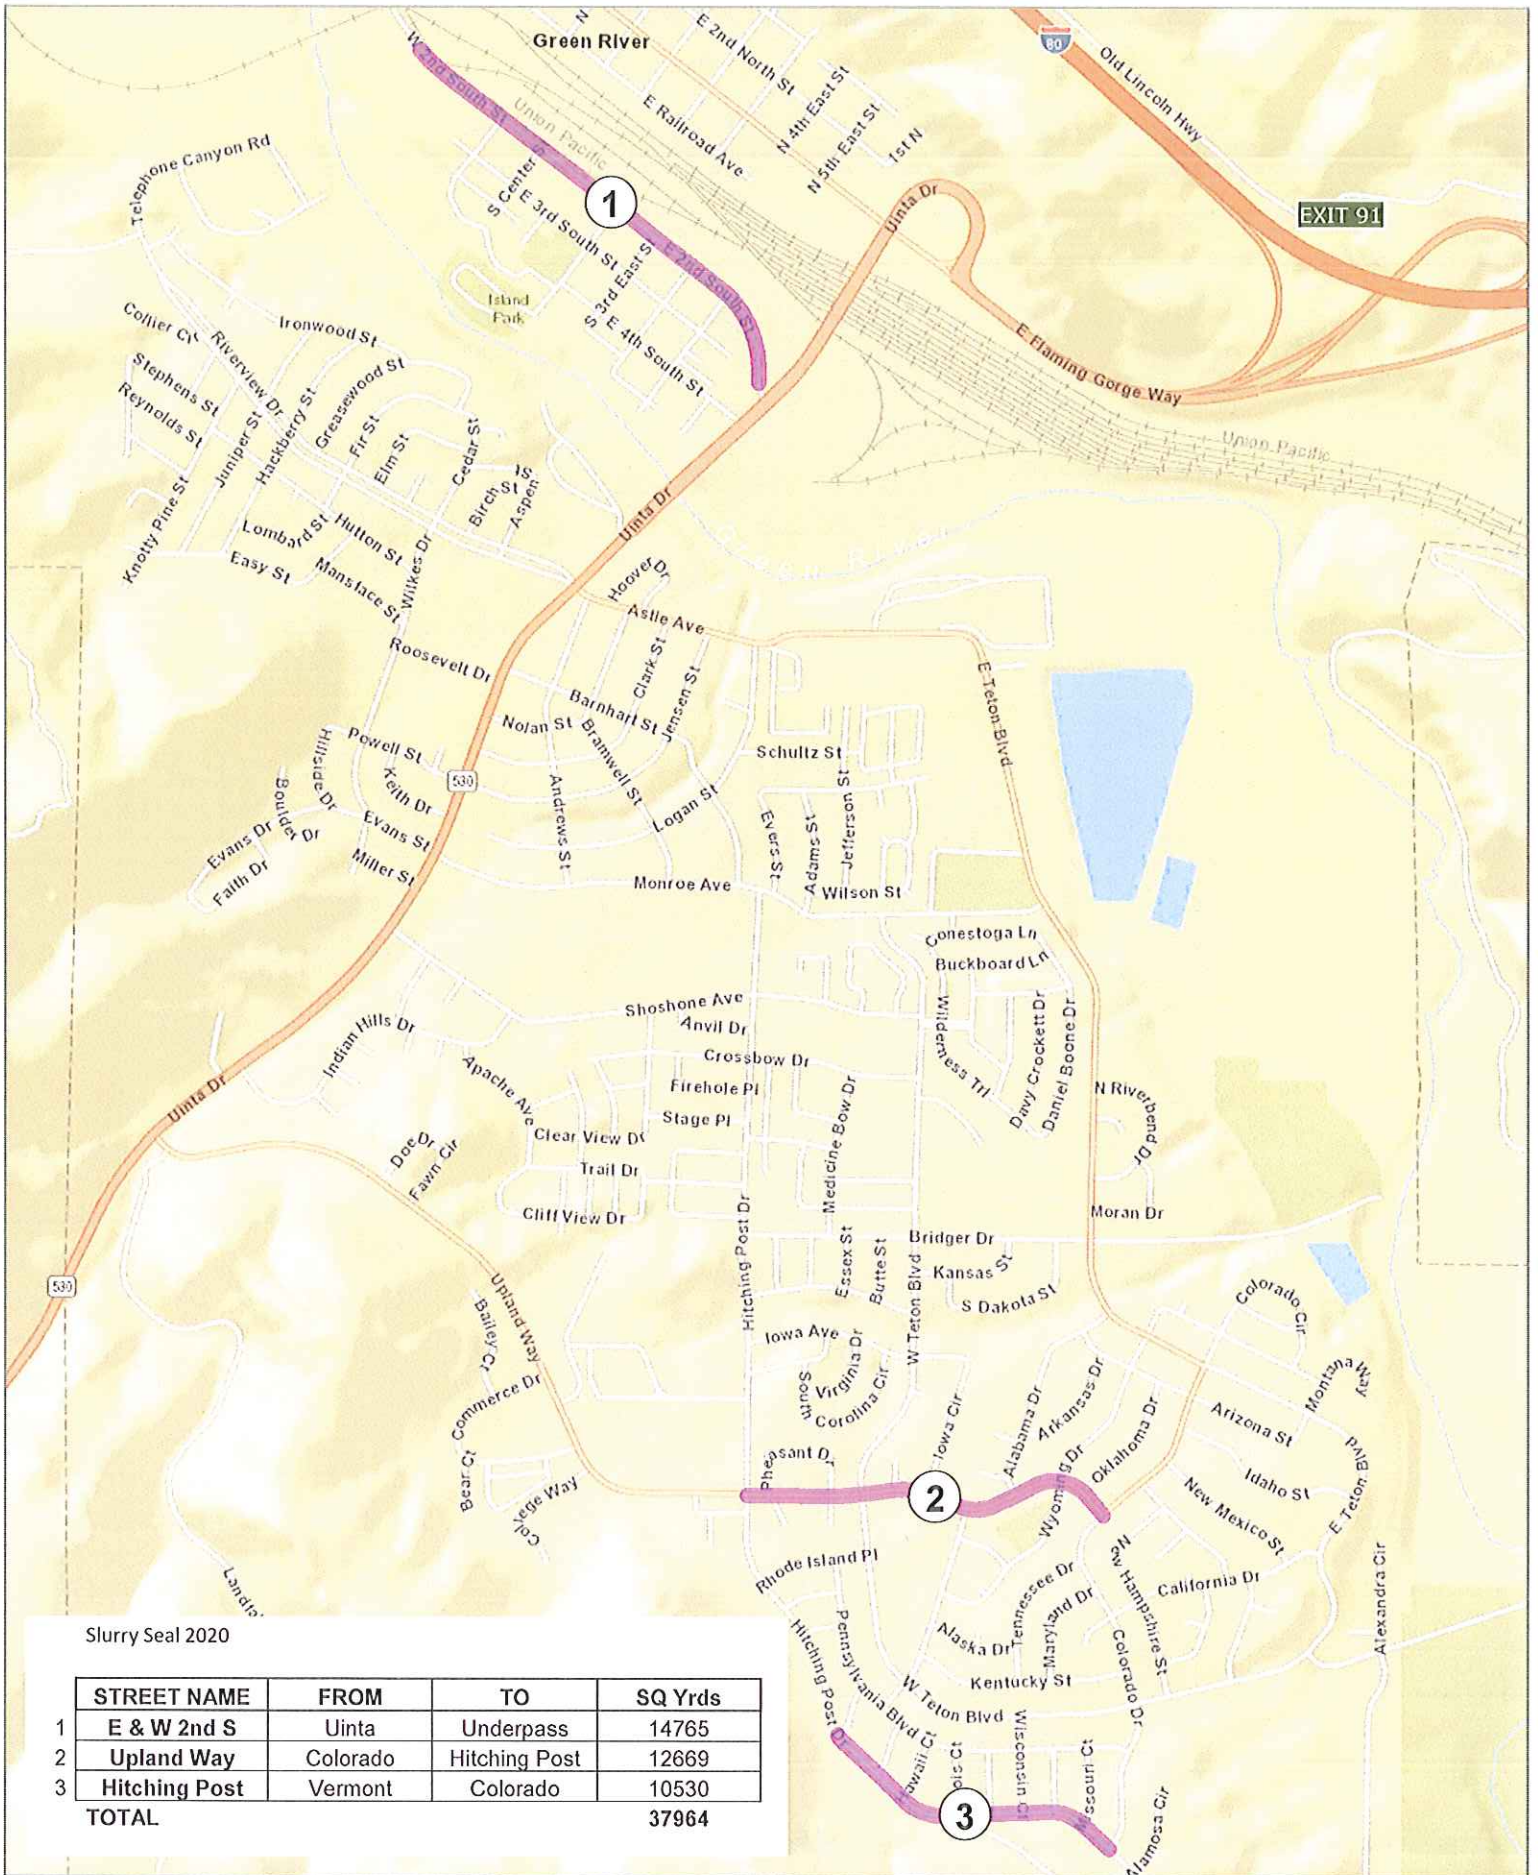 W 2nd South St
N
Green River
E 2nd North St
80
Old Lincoln Hwy
Union Pacific
E Railroad Ave
N 4th East St
N 5th East St
1st N
Telephone Canyon Rd
S Center S
1
E 3rd South St
E 2nd South St
Uinta Dr
EXIT 91
Island
Park
S 3rd East S
E 4th South St
E Flaming Gorge Way
Union Pacific
Collier Ct
Riverview Dr
Ironwood St
Stephens St
Reynolds St
Greasewood St
Juniper St
Hackberry St
Fir St
Elm St
Cedar St
Birch St
Aspen
St
Knotty Pine St
Lombard St
Hutton St
Easy St
Mansface St
Wilkes Dr
Uinta Dr
Green River
Hoover Dr
Astle Ave
Roosevelt Dr
Clark St
Jensen St
Barnhart St
Nolan St
Bramwell St
E Teton Blvd
Powell St
Hillside Dr
Keith Dr
530
Schultz St
Boulder Dr
Evans Dr
Evans St
Andrews St
Logan St
Evers St
Adams St
Jefferson St
Faith Dr
Miller St
Monroe Ave
Wilson St
Conestoga Ln
Buckboard Ln
Shoshone Ave
Anvil Dr
Indian Hills Dr
Crossbow Dr
Wilderness Trl
Davy Crockett Dr
Daniel Boone Dr
Apache Ave
Firehole Pl
Stage Pl
Medicine Bow Dr
N Riverbend Dr
Uinta Dr
Clear View Dr
Doe Dr
Fawn Cir
Trail Dr
Cliff View Dr
Moran Dr
Hitching Post Dr
Bridger Dr
Essex St
Butte St
Kansas St
S Dakota St
530
Upland Way
Bailey Ct
W Teton Blvd
Colorado Cir
Iowa Ave
South
Virginia Dr
Corolina Cir
Commerce Dr
Iowa Cir
Alabama Dr
Arkansas Dr
Oklahoma Dr
Montana Way
Arizona St
Bear Ct
College Way
Pheasant Dr
2
Wyoming Dr
Idaho St
New Mexico St
E Teton Blvd
Rhode Island Pl
Tennessee Dr
Maryland Dr
New Hampshire St
California Dr
Alexandra Cir
Hitching Post Dr
Pennsylvania Blvd
Alaska Dr
Kentucky St
Colorado Dr
W Teton Blvd
Hawaii Ct
ois Ct
Wisconsin Ct
Missouri Ct
3
Alamosa Cir
Slurry Seal 2020
STREET NAME FROM TO SQ Yrds
1 E & W 2nd S Uinta Underpass 14765
2 Upland Way Colorado Hitching Post 12669
3 Hitching Post Vermont Colorado 10530
TOTAL 37964